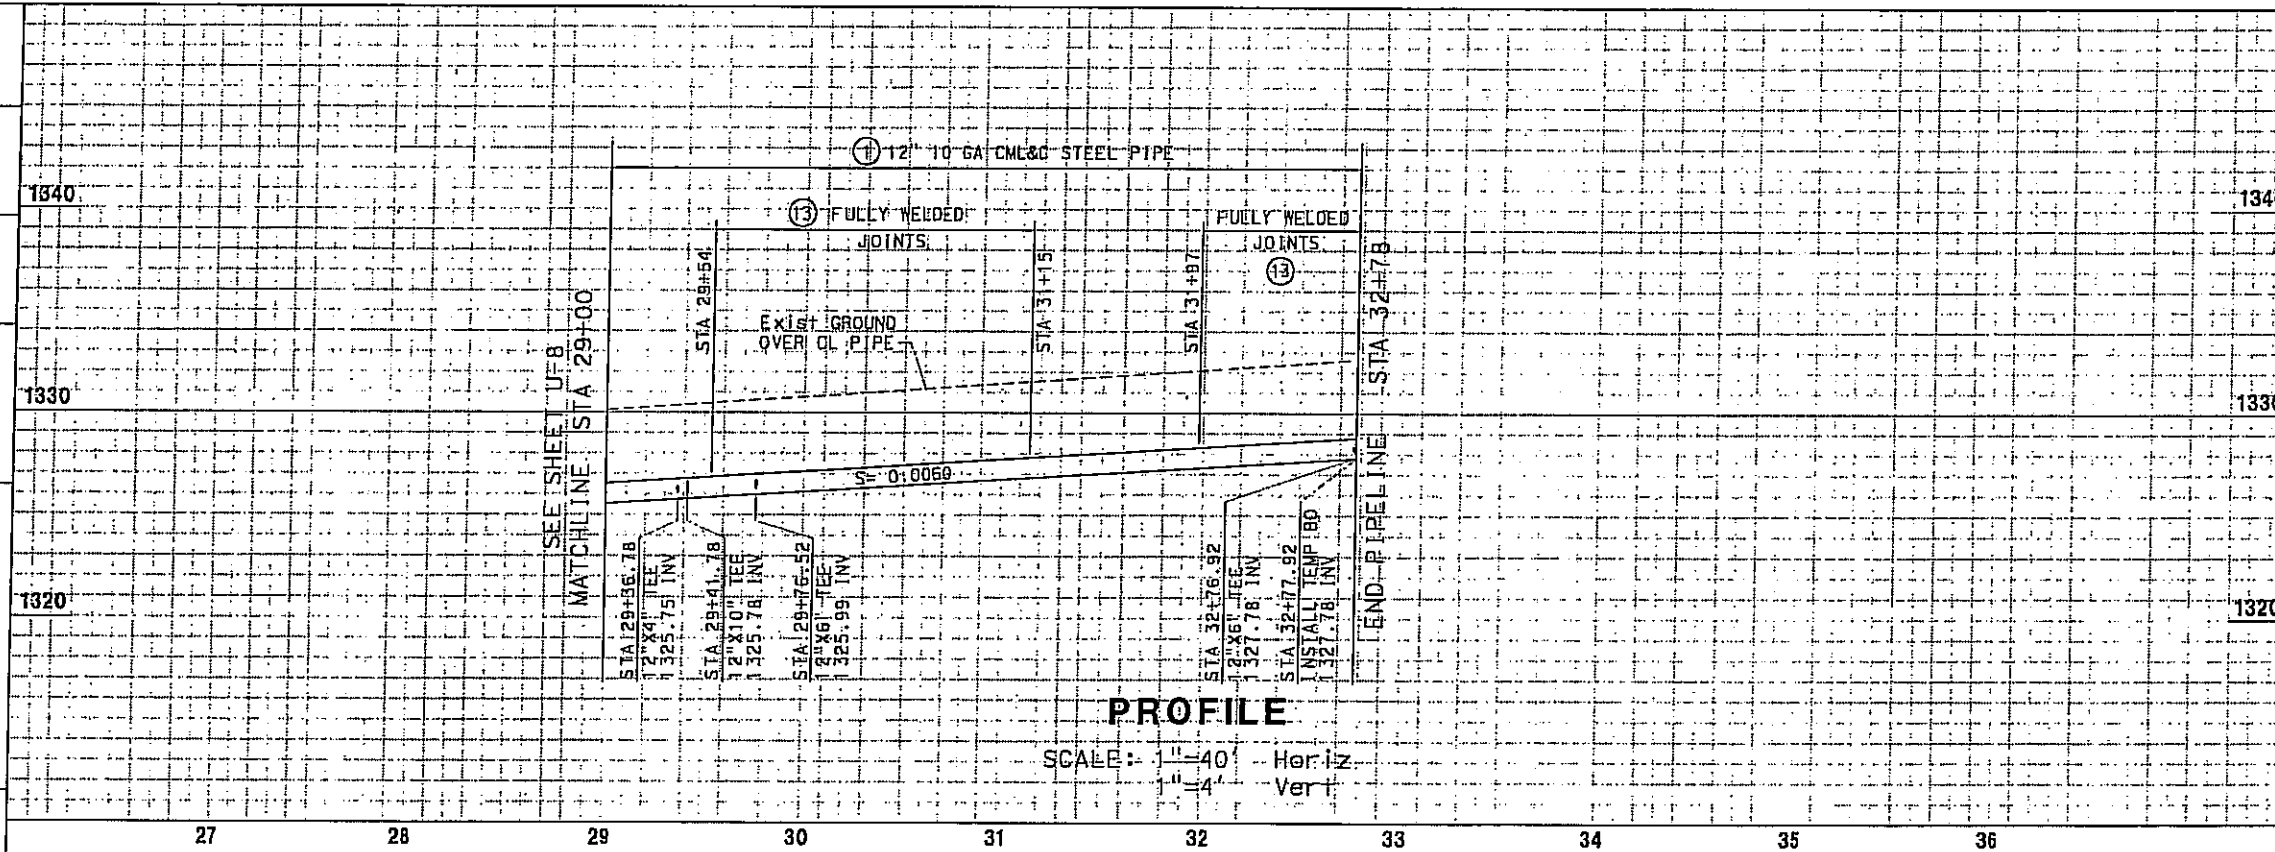 ① 12" 10 GA CML&C STEEL PIPE
1340
1340
⑬ FULLY WELDED
JOINTS
FULLY WELDED
JOINTS
⑬
STA 29+54
STA 31+15
STA 31+97
EXIST GROUND
OVER CL PIPE
SEE SHEET U-8
MATCHLINE STA 29+00
END PIPELINE STA 32+78
1330
1330
S= 0.0060
STA 29+36.78
12"X4" TEE
1325.75 INV
STA 29+41.78
12"X10" TEE
1325.78 INV
STA 29+76.52
12"X6" TEE
1325.99 INV
STA 32+76.92
12"X6" TEE
1327.78 INV
STA 32+77.92
INSTALL TEMP BO
1327.78 INV
1320
1320
PROFILE
SCALE: 1"=40' Horiz
1"=4' Vert
27 28 29 30 31 32 33 34 35 36